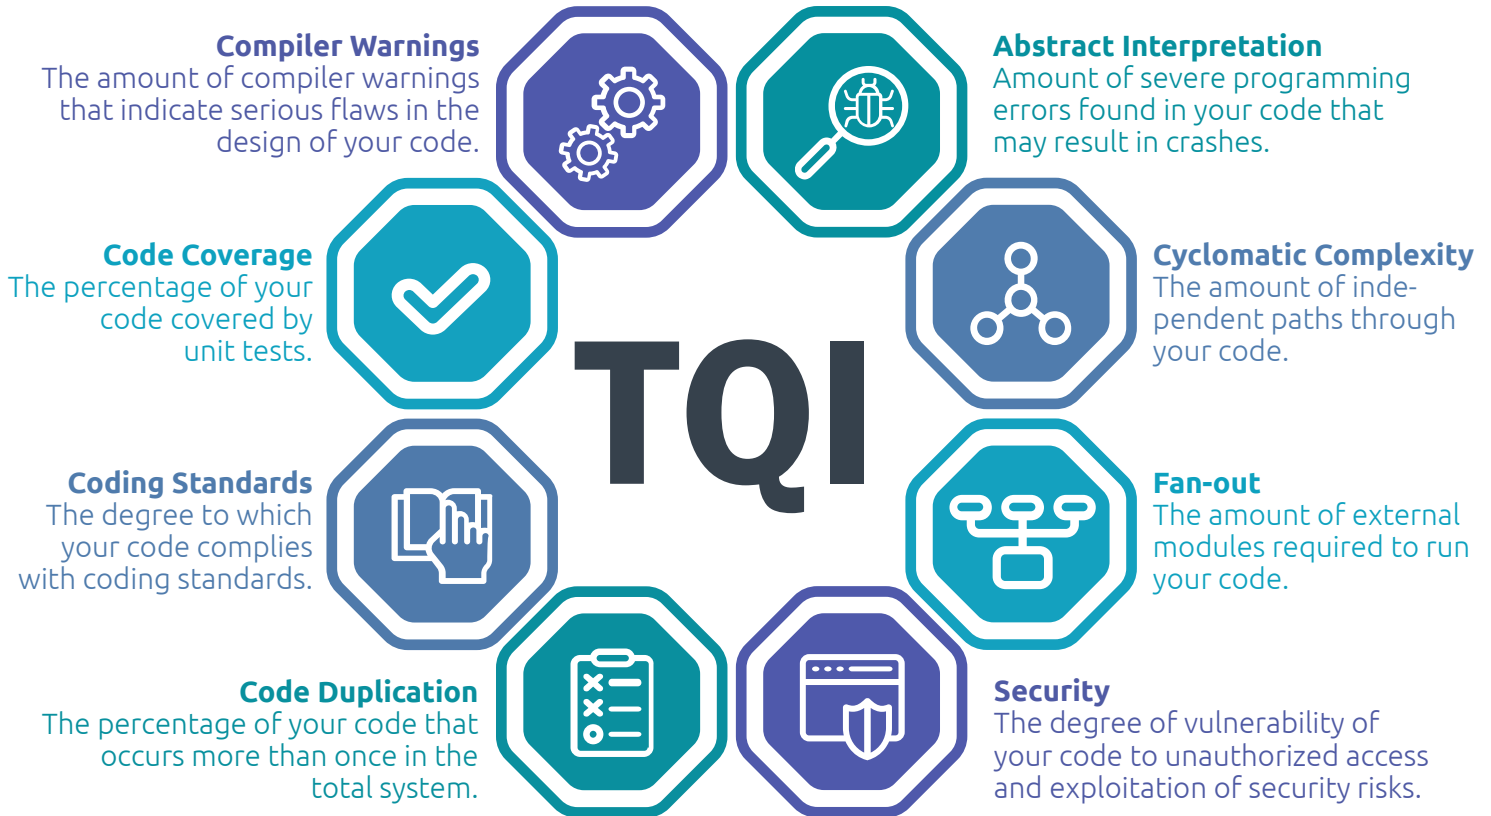 Compiler Warnings
The amount of compiler warnings
that indicate serious flaws in the
design of your code.
Abstract Interpretation
Amount of severe programming
errors found in your code that
may result in crashes.
Code Coverage
The percentage of your
code covered by
unit tests.
Cyclomatic Complexity
The amount of inde-
pendent paths through
your code.
TQI
Coding Standards
The degree to which
your code complies
with coding standards.
Fan-out
The amount of external
modules required to run
your code.
Code Duplication
The percentage of your code that
occurs more than once in the
total system.
Security
The degree of vulnerability of
your code to unauthorized access
and exploitation of security risks.